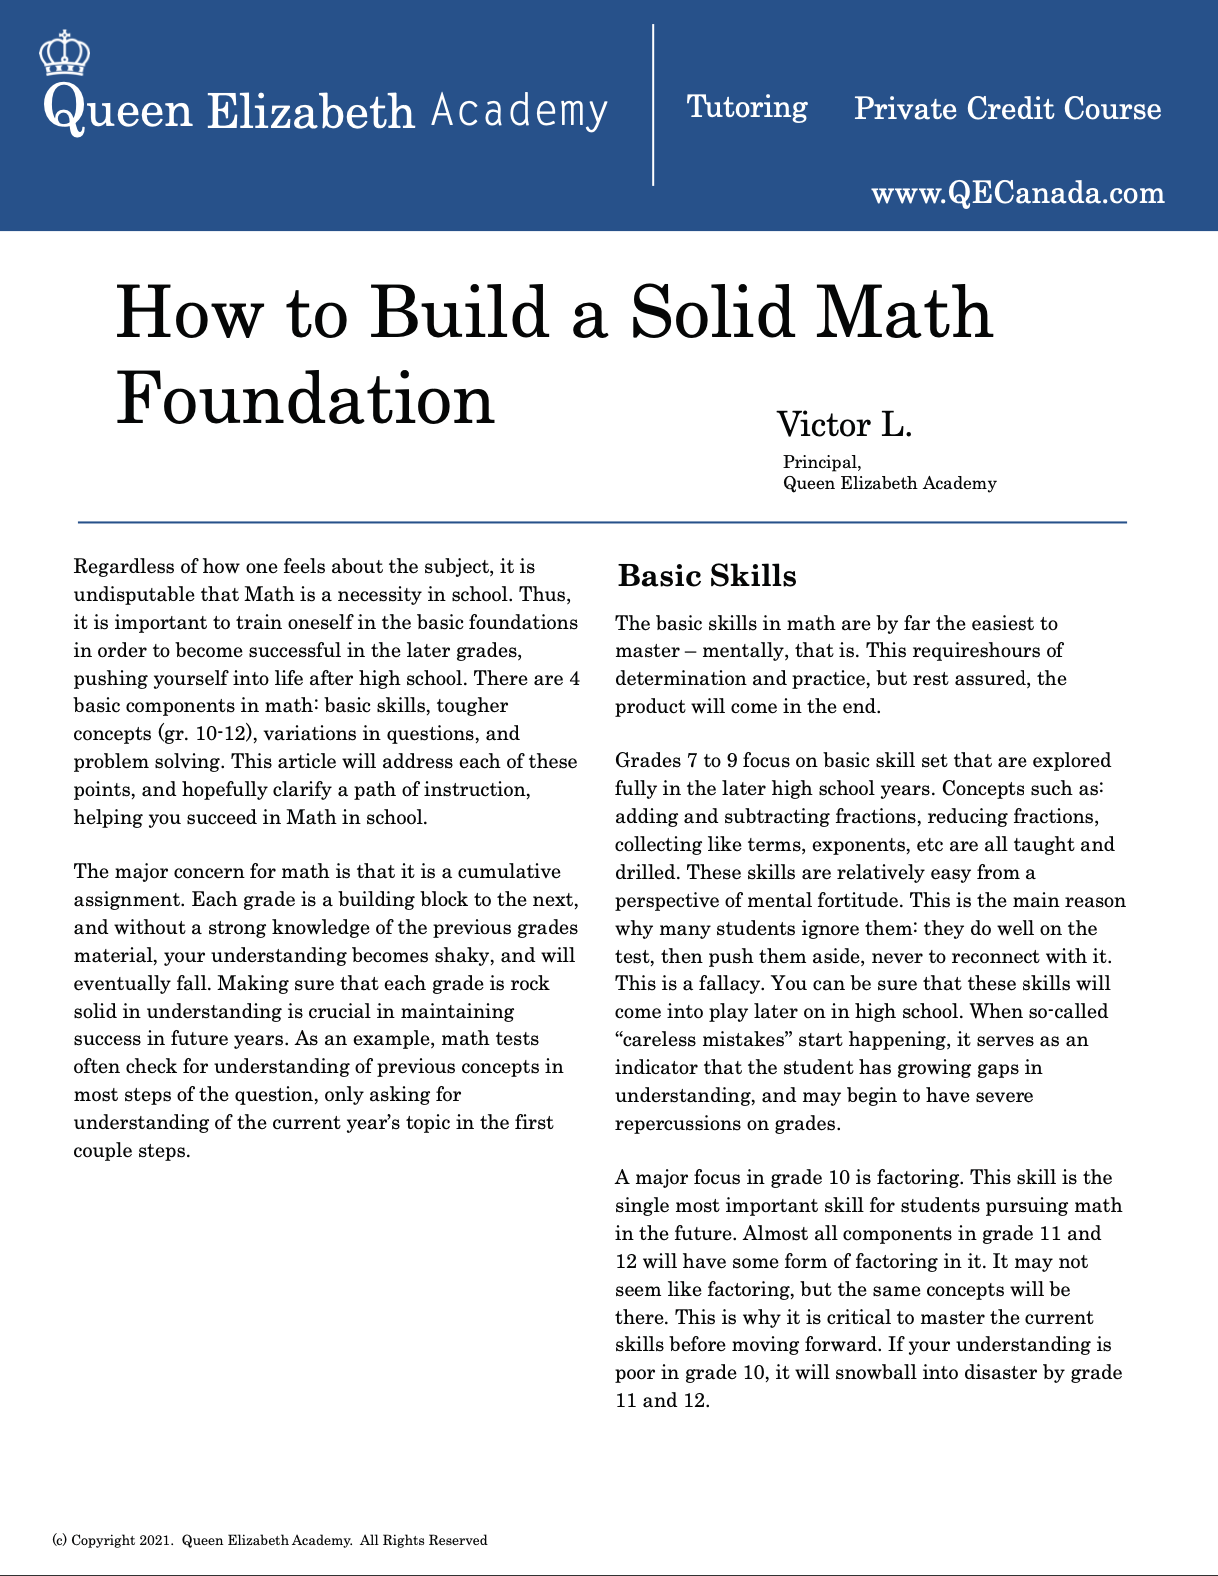 Queen Elizabeth Academy
Tutoring
Private Credit Course
www.QECanada.com
How to Build a Solid Math
Foundation
Victor L.
Principal,
Queen Elizabeth Academy
Regardless of how one feels about the subject, it is
undisputable that Math is a necessity in school. Thus,
it is important to train oneself in the basic foundations
in order to become successful in the later grades,
pushing yourself into life after high school. There are 4
basic components in math: basic skills, tougher
concepts (gr. 10-12), variations in questions, and
problem solving. This article will address each of these
points, and hopefully clarify a path of instruction,
helping you succeed in Math in school.
The major concern for math is that it is a cumulative
assignment. Each grade is a building block to the next,
and without a strong knowledge of the previous grades
material, your understanding becomes shaky, and will
eventually fall. Making sure that each grade is rock
solid in understanding is crucial in maintaining
success in future years. As an example, math tests
often check for understanding of previous concepts in
most steps of the question, only asking for
understanding of the current year’s topic in the first
couple steps.
Basic Skills
The basic skills in math are by far the easiest to
master – mentally, that is. This requireshours of
determination and practice, but rest assured, the
product will come in the end.
Grades 7 to 9 focus on basic skill set that are explored
fully in the later high school years. Concepts such as:
adding and subtracting fractions, reducing fractions,
collecting like terms, exponents, etc are all taught and
drilled. These skills are relatively easy from a
perspective of mental fortitude. This is the main reason
why many students ignore them: they do well on the
test, then push them aside, never to reconnect with it.
This is a fallacy. You can be sure that these skills will
come into play later on in high school. When so-called
“careless mistakes” start happening, it serves as an
indicator that the student has growing gaps in
understanding, and may begin to have severe
repercussions on grades.
A major focus in grade 10 is factoring. This skill is the
single most important skill for students pursuing math
in the future. Almost all components in grade 11 and
12 will have some form of factoring in it. It may not
seem like factoring, but the same concepts will be
there. This is why it is critical to master the current
skills before moving forward. If your understanding is
poor in grade 10, it will snowball into disaster by grade
11 and 12.
(c) Copyright 2021.  Queen Elizabeth Academy.  All Rights Reserved